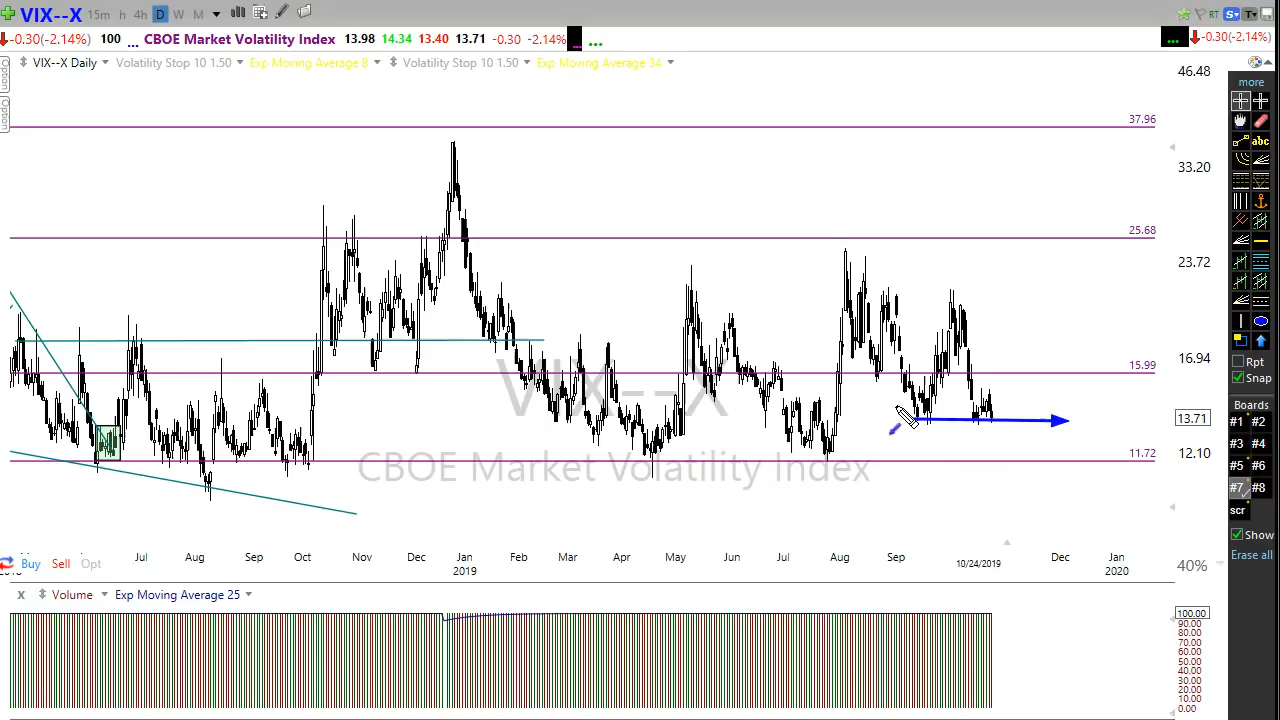 VIX--X 15m h 4h D W M RT S T
-0.30(-2.14%) 100 ... CBOE Market Volatility Index 13.98 14.34 13.40 13.71 -0.30 -2.14% ... ... ... -0.30(-2.14%)
VIX--X Daily Volatility Stop 10 1.50 Exp Moving Average 8 Volatility Stop 10 1.50 Exp Moving Average 34
Option
Option
46.48
37.96
33.20
25.68
23.72
16.94
15.99
13.71
12.10
11.72
VIX--X
CBOE Market Volatility Index
Jul Aug Sep Oct Nov Dec Jan Feb Mar Apr May Jun Jul Aug Sep 10/24/2019 Dec Jan
2019 2020
Buy Sell Opt
40%
X Volume Exp Moving Average 25
100.00
90.00
80.00
70.00
60.00
50.00
40.00
30.00
20.00
10.00
0.00
more
abc
Rpt
Snap
Boards
#1 #2
#3 #4
#5 #6
#7 #8
scr
Show
Erase all